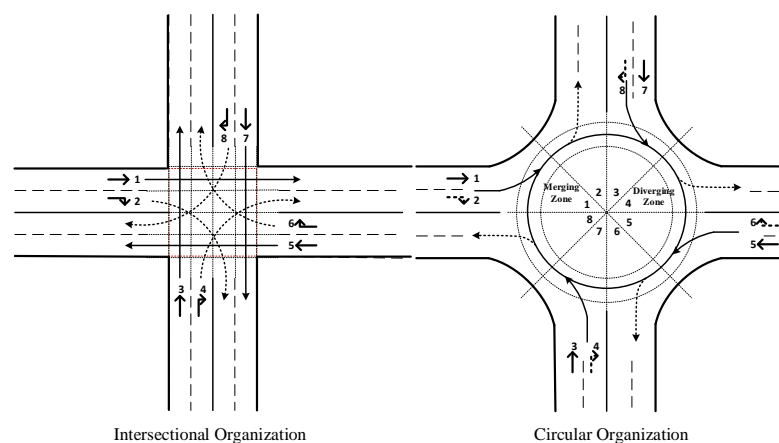 8 7
1
2
6
5
3 4
8 7
1
2
2 3
Merging
Zone
Diverging
Zone
1 4
8 5
7 6
6
5
3 4
Intersectional Organization
Circular Organization